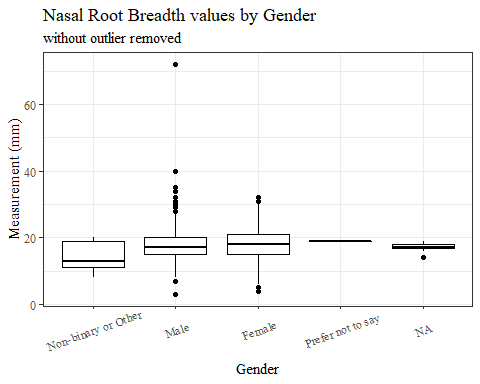 Nasal Root Breadth values by Gender
without outlier removed
Measurement (mm)
60
40
20
0
Non-binary or Other
Male
Female
Prefer not to say
NA
Gender